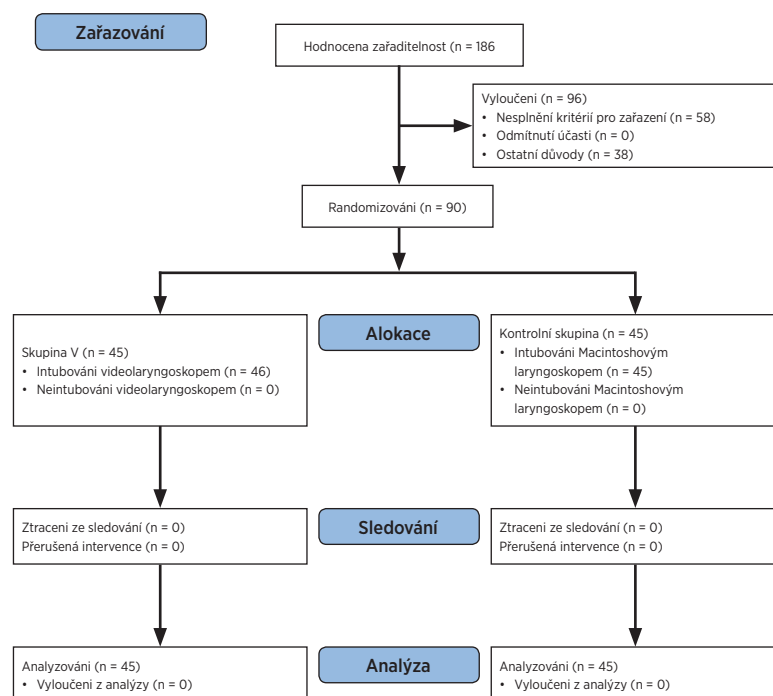 Zařazování
Hodnocena zařaditelnost (n = 186
Vyloučeni (n = 96)
• Nesplnění kritérií pro zařazení (n = 58)
• Odmítnutí účasti (n = 0)
• Ostatní důvody (n = 38)
Randomizováni (n = 90)
Alokace
Skupina V (n = 45)
• Intubováni videolaryngoskopem (n = 46)
• Neintubováni videolaryngoskopem (n = 0)
Kontrolní skupina (n = 45)
• Intubováni Macintoshovým
laryngoskopem (n = 45)
• Neintubováni Macintoshovým
laryngoskopem (n = 0)
Sledování
Ztraceni ze sledování (n = 0)
Přerušená intervence (n = 0)
Ztraceni ze sledování (n = 0)
Přerušená intervence (n = 0)
Analýza
Analyzováni (n = 45)
• Vyloučeni z analýzy (n = 0)
Analyzováni (n = 45)
• Vyloučeni z analýzy (n = 0)